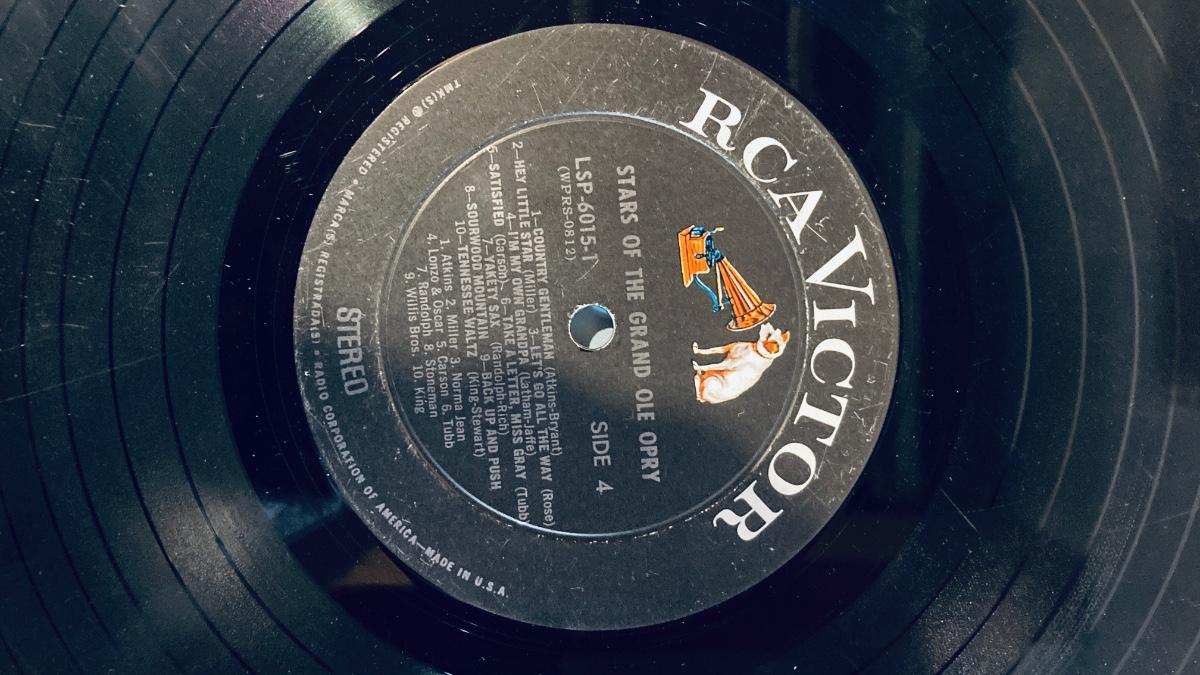 RCA VICTOR
STARS OF THE GRAND OLE OPRY
LSP-6015-1 SIDE 4
(WPRS-0812)
1—COUNTRY GENTLEMAN (Atkins-Bryant)
2—HEY LITTLE STAR (Miller) 3—LET'S GO ALL THE WAY (Rose)
4—I'M MY OWN GRANDPA (Latham-Jaffe)
5—SATISFIED (Carson) 6—TAKE A LETTER, MISS GRAY (Tubb)
7—YAKETY SAX (Randolph-Rich)
8—SOURWOOD MOUNTAIN 9—BACK UP AND PUSH
10—TENNESSEE WALTZ (King-Stewart)
1. Atkins 2. Miller 3. Norma Jean
4. Lonzo & Oscar 5. Carson 6. Tubb
7. Randolph 8. Stoneman
9. Willis Bros. 10. King
STEREO
TMK(S) ® REGISTERED • MARCA(S) REGISTRADA(S) • RADIO CORPORATION OF AMERICA—MADE IN U.S.A.